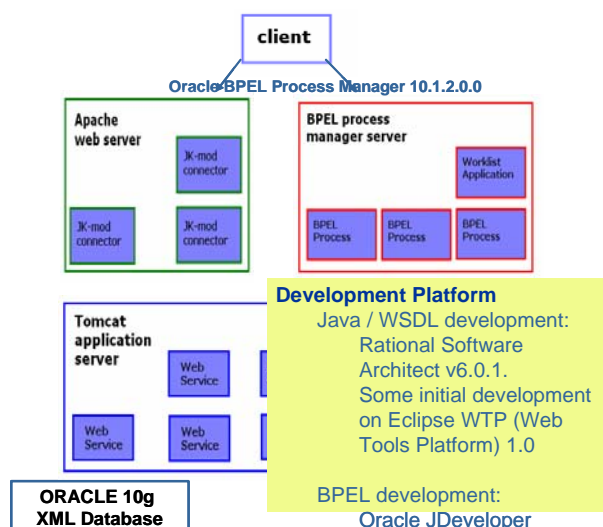 client
Oracle BPEL Process Manager 10.1.2.0.0
Apache
web server
JK-mod
connector
JK-mod
connector
JK-mod
connector
BPEL process
manager server
Worklist
Application
BPEL
Process
BPEL
Process
BPEL
Process
Tomcat
application
server
Web
Service
Web
Service
Web
Service
Development Platform
Java / WSDL development:
Rational Software
Architect v6.0.1.
Some initial development
on Eclipse WTP (Web
Tools Platform) 1.0
BPEL development:
Oracle JDeveloper
ORACLE 10g
XML Database